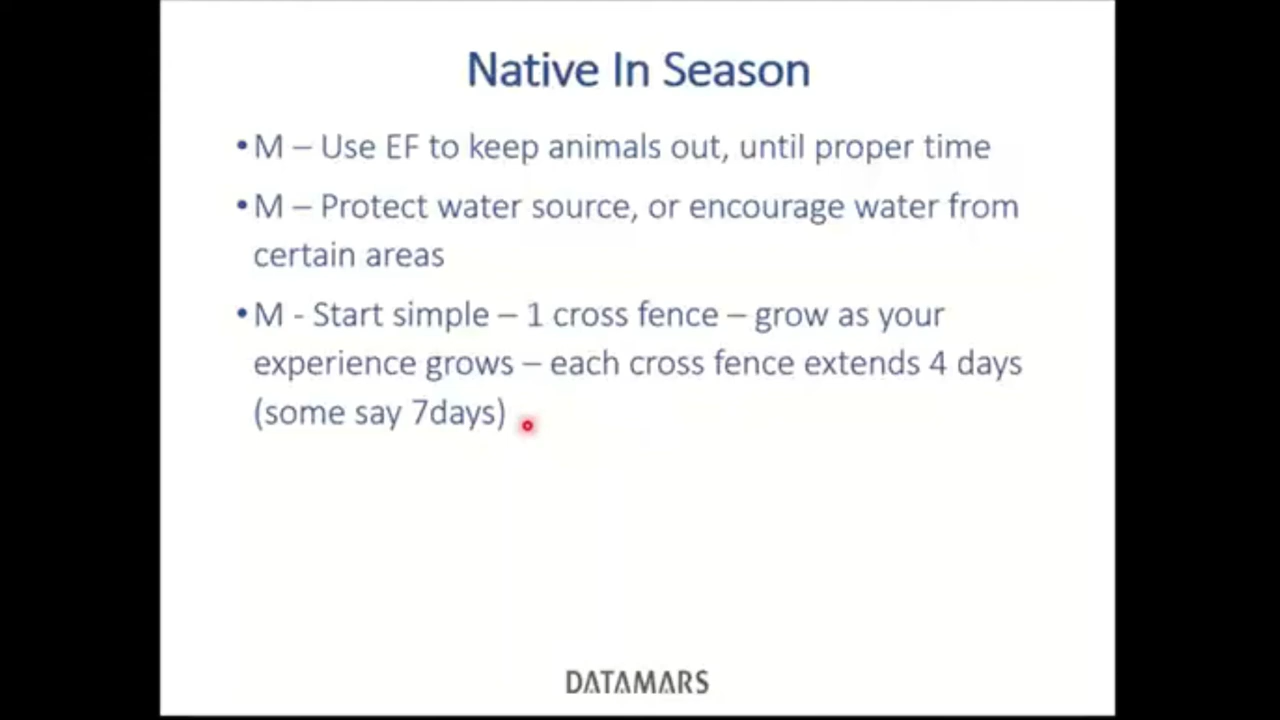 Native In Season
• M – Use EF to keep animals out, until proper time
• M – Protect water source, or encourage water from
certain areas
• M - Start simple – 1 cross fence – grow as your
experience grows – each cross fence extends 4 days
(some say 7days)
DATAMARS